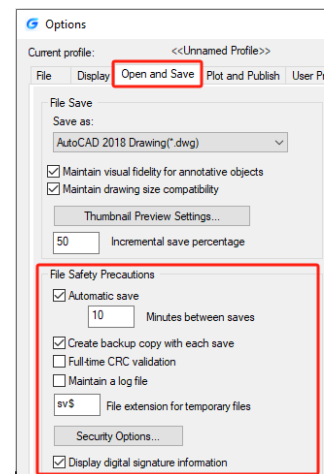 Options
Current profile: <<Unnamed Profile>>
File Display Open and Save Plot and Publish User
File Save
Save as:
AutoCAD 2018 Drawing(*.dwg)
Maintain visual fidelity for annotative objects
Maintain drawing size compatibility
Thumbnail Preview Settings...
50 Incremental save percentage
File Safety Precautions
Automatic save
10 Minutes between saves
Create backup copy with each save
Full-time CRC validation
Maintain a log file
sv$ File extension for temporary files
Security Options...
Display digital signature information